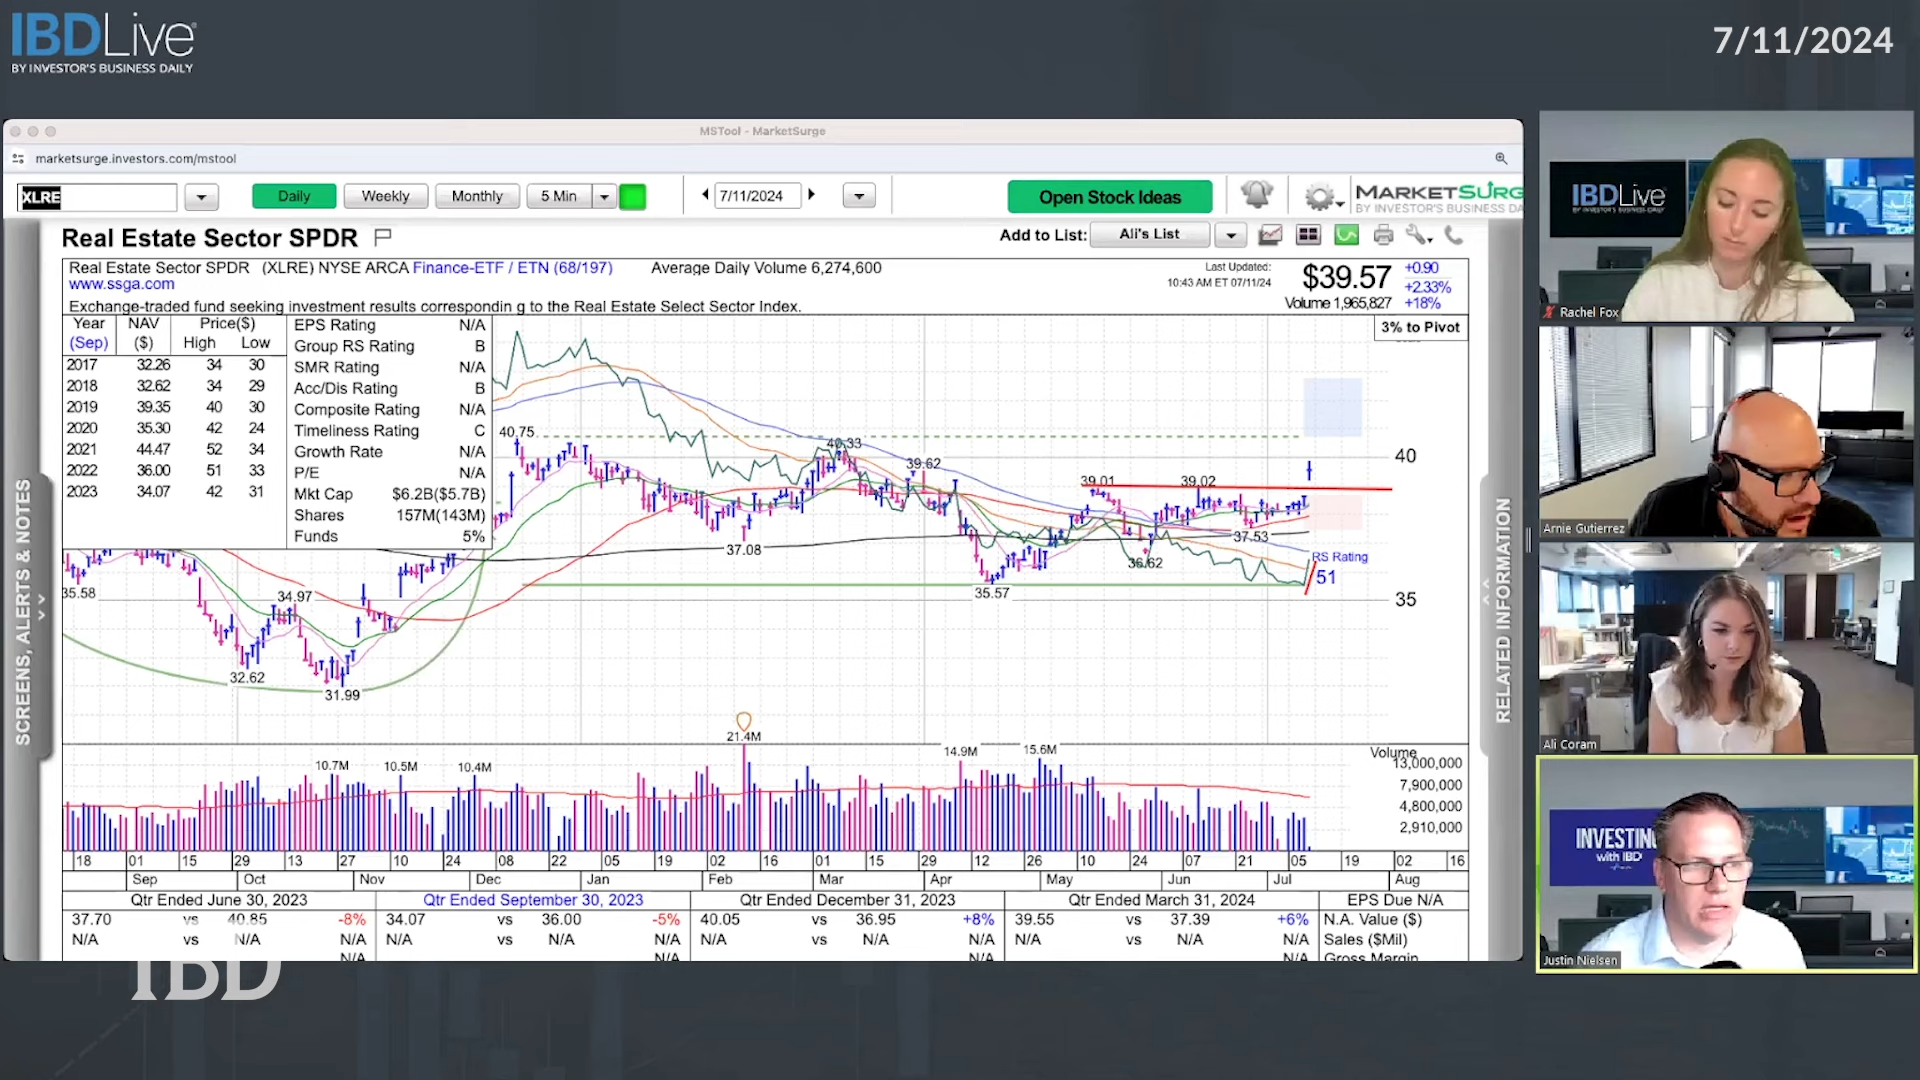 IBDLive
BY INVESTOR'S BUSINESS DAILY
7/11/2024
MSTool - MarketSurge
marketsurge.investors.com/mstool
XLRE
Daily
Weekly
Monthly
5 Min
7/11/2024
Open Stock Ideas
MARKETSURG
BY INVESTOR'S BUSINESS DA
Real Estate Sector SPDR
Add to List:
Ali's List
Real Estate Sector SPDR (XLRE) NYSE ARCA Finance-ETF / ETN (68/197) Average Daily Volume 6,274,600
www.ssga.com
Exchange-traded fund seeking investment results correspondin g to the Real Estate Select Sector Index.
Last Updated:
10:43 AM ET 07/11/24
$39.57
+0.90
+2.33%
Volume 1,965,827 +18%
3% to Pivot
Year NAV Price($)
(Sep) ($) High Low
2017 32.26 34 30
2018 32.62 34 29
2019 39.35 40 30
2020 35.30 42 24
2021 44.47 52 34
2022 36.00 51 33
2023 34.07 42 31
EPS Rating N/A
Group RS Rating B
SMR Rating N/A
Acc/Dis Rating B
Composite Rating N/A
Timeliness Rating C
Growth Rate N/A
P/E N/A
Mkt Cap $6.2B($5.7B)
Shares 157M(143M)
Funds 5%
40.75
40.33
39.62
39.01
39.02
40
37.08
37.53
36.62
35.57
35.58
34.97
32.62
31.99
RS Rating
51
35
SCREENS, ALERTS & NOTES
RELATED INFORMATION
21.4M
14.9M
15.6M
10.7M
10.5M
10.4M
Volume
13,000,000
7,900,000
4,800,000
2,910,000
18 01 15 29 13 27 10 24 08 22 05 19 02 16 01 15 29 12 26 10 24 07 21 05 19 02 16
Sep Oct Nov Dec Jan Feb Mar Apr May Jun Jul Aug
Qtr Ended June 30, 2023 Qtr Ended September 30, 2023 Qtr Ended December 31, 2023 Qtr Ended March 31, 2024 EPS Due N/A
37.70 vs 40.85 -8% 34.07 vs 36.00 -5% 40.05 vs 36.95 +8% 39.55 vs 37.39 +6% N.A. Value ($)
N/A vs N/A N/A N/A vs N/A N/A N/A vs N/A N/A N/A vs N/A N/A Sales ($Mil)
N/A N/A N/A N/A Gross Margin
IBD
IBDLive
BY INVESTOR'S BUSINESS DAILY
Rachel Fox
Arnie Gutierrez
Ali Coram
INVESTING
with IBD
Justin Nielsen